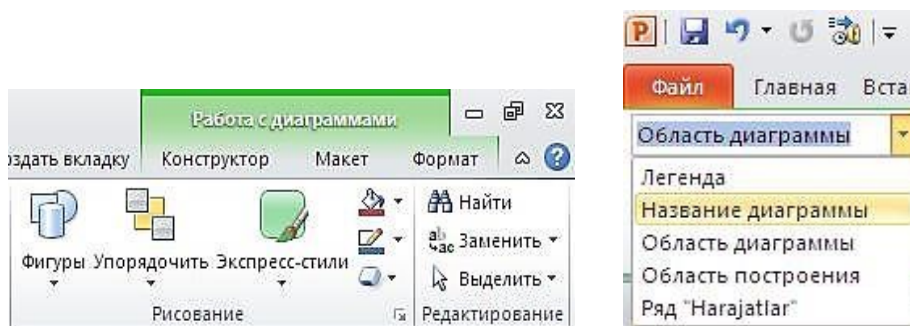 Работа с диаграммами
оздать вкладку Конструктор Макет Формат
Фигуры Упорядочить Экспресс-стили
Найти
Заменить
Выделить
Рисование Редактирование
Файл Главная Вста
Область диаграммы
Легенда
Название диаграммы
Область диаграммы
Область построения
Ряд "Harajatlar"